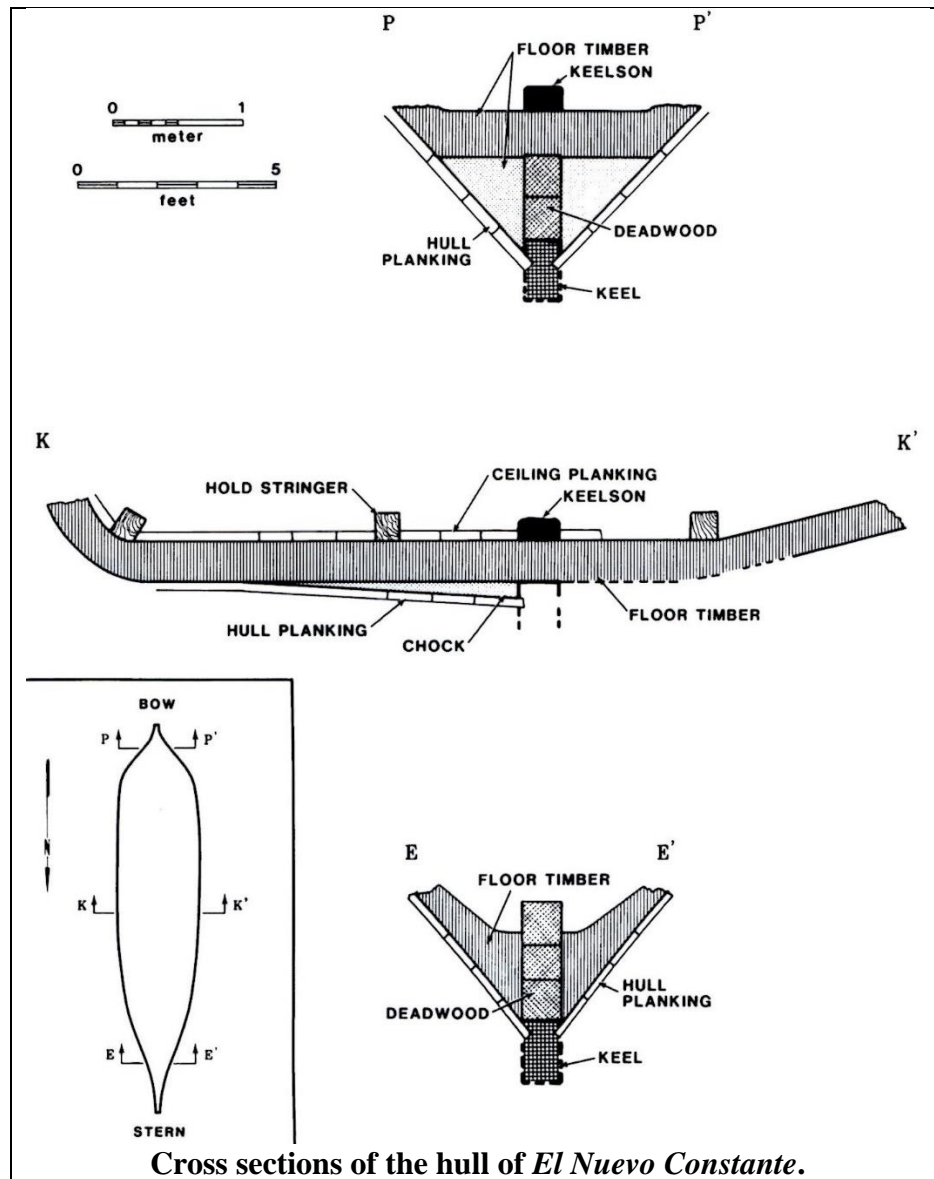 P P'
FLOOR TIMBER
KEELSON
0 1
meter
0 5
feet
DEADWOOD
HULL
PLANKING
KEEL
K K'
CEILING PLANKING
HOLD STRINGER
KEELSON
FLOOR TIMBER
HULL PLANKING
CHOCK
BOW
P P'
N
K K'
E E'
STERN
E E'
FLOOR TIMBER
HULL
PLANKING
DEADWOOD
KEEL
Cross sections of the hull of El Nuevo Constante.